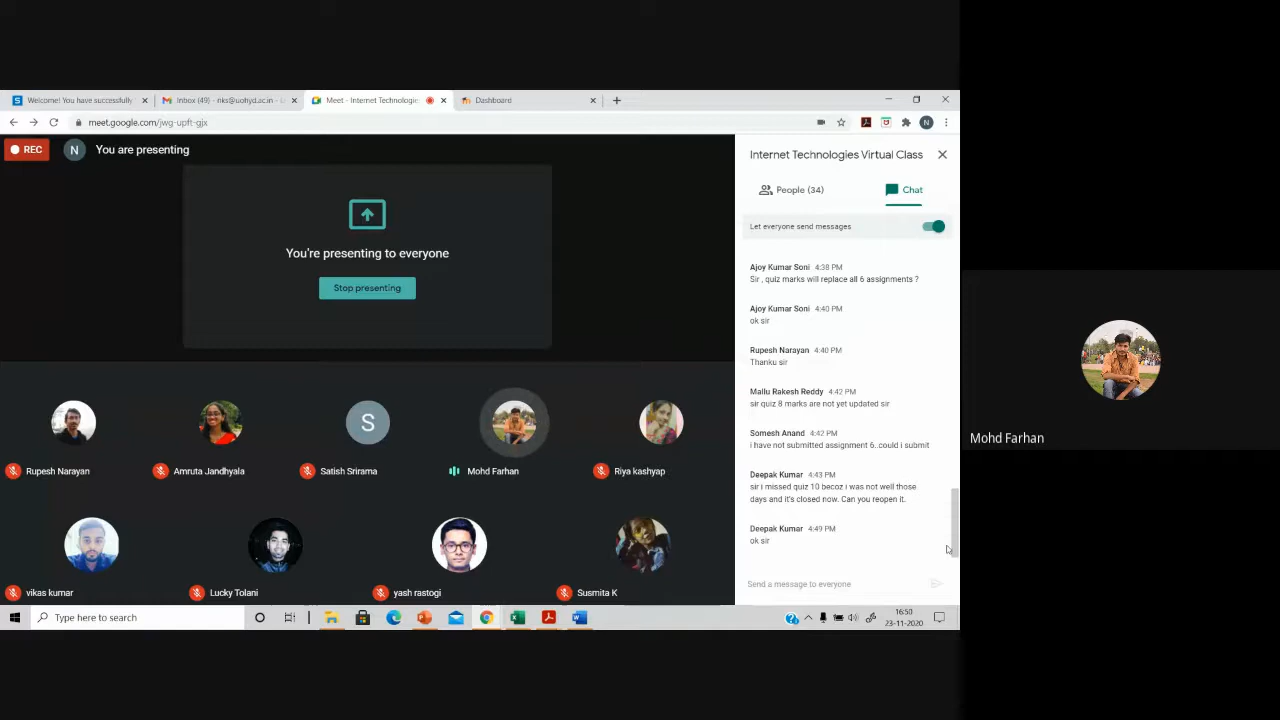 Welcome! You have successfully
Inbox (49) - nks@uohyd.ac.in -
Meet - Internet Technologies
Dashboard
meet.google.com/jwg-upft-gjx
REC
N
You are presenting
N
You're presenting to everyone
Stop presenting
Internet Technologies Virtual Class
People (34)
Chat
Let everyone send messages
Ajoy Kumar Soni 4:38 PM
Sir , quiz marks will replace all 6 assignments ?
Ajoy Kumar Soni 4:40 PM
ok sir
Rupesh Narayan 4:40 PM
Thanku sir
Mallu Rakesh Reddy 4:42 PM
sir quiz 8 marks are not yet updated sir
Somesh Anand 4:42 PM
i have not submitted assignment 6..could i submit
Deepak Kumar 4:43 PM
sir i missed quiz 10 becoz i was not well those
days and it's closed now. Can you reopen it.
Deepak Kumar 4:49 PM
ok sir
Send a message to everyone
S
Rupesh Narayan
Amruta Jandhyala
Satish Srirama
Mohd Farhan
Riya kashyap
vikas kumar
Lucky Tolani
yash rastogi
Susmita K
Mohd Farhan
Type here to search
16:50
23-11-2020